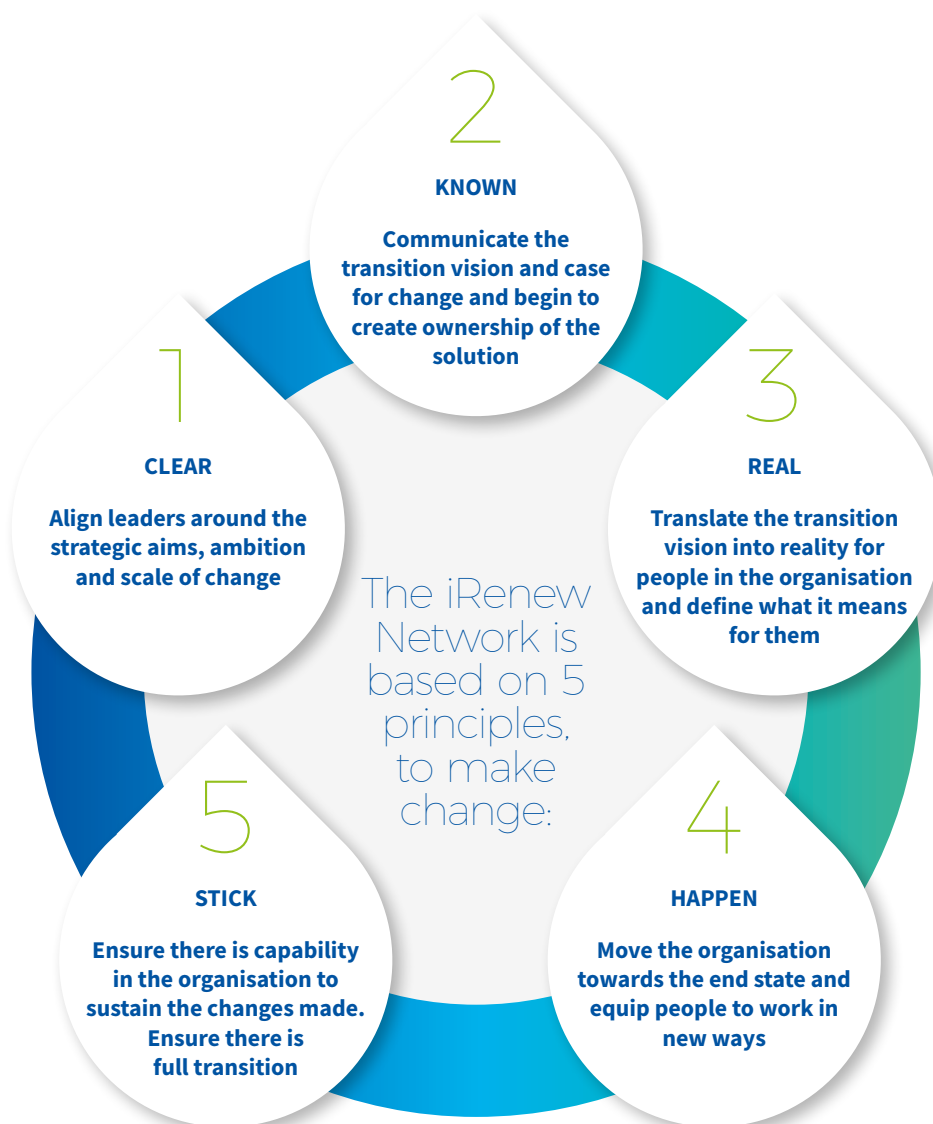 The iRenew
Network is
based on 5
principles,
to make
change:
1
CLEAR
Align leaders around the
strategic aims, ambition
and scale of change
2
KNOWN
Communicate the
transition vision and case
for change and begin to
create ownership of the
solution
3
REAL
Translate the transition
vision into reality for
people in the organisation
and define what it means
for them
4
HAPPEN
Move the organisation
towards the end state and
equip people to work in
new ways
5
STICK
Ensure there is capability
in the organisation to
sustain the changes made.
Ensure there is
full transition